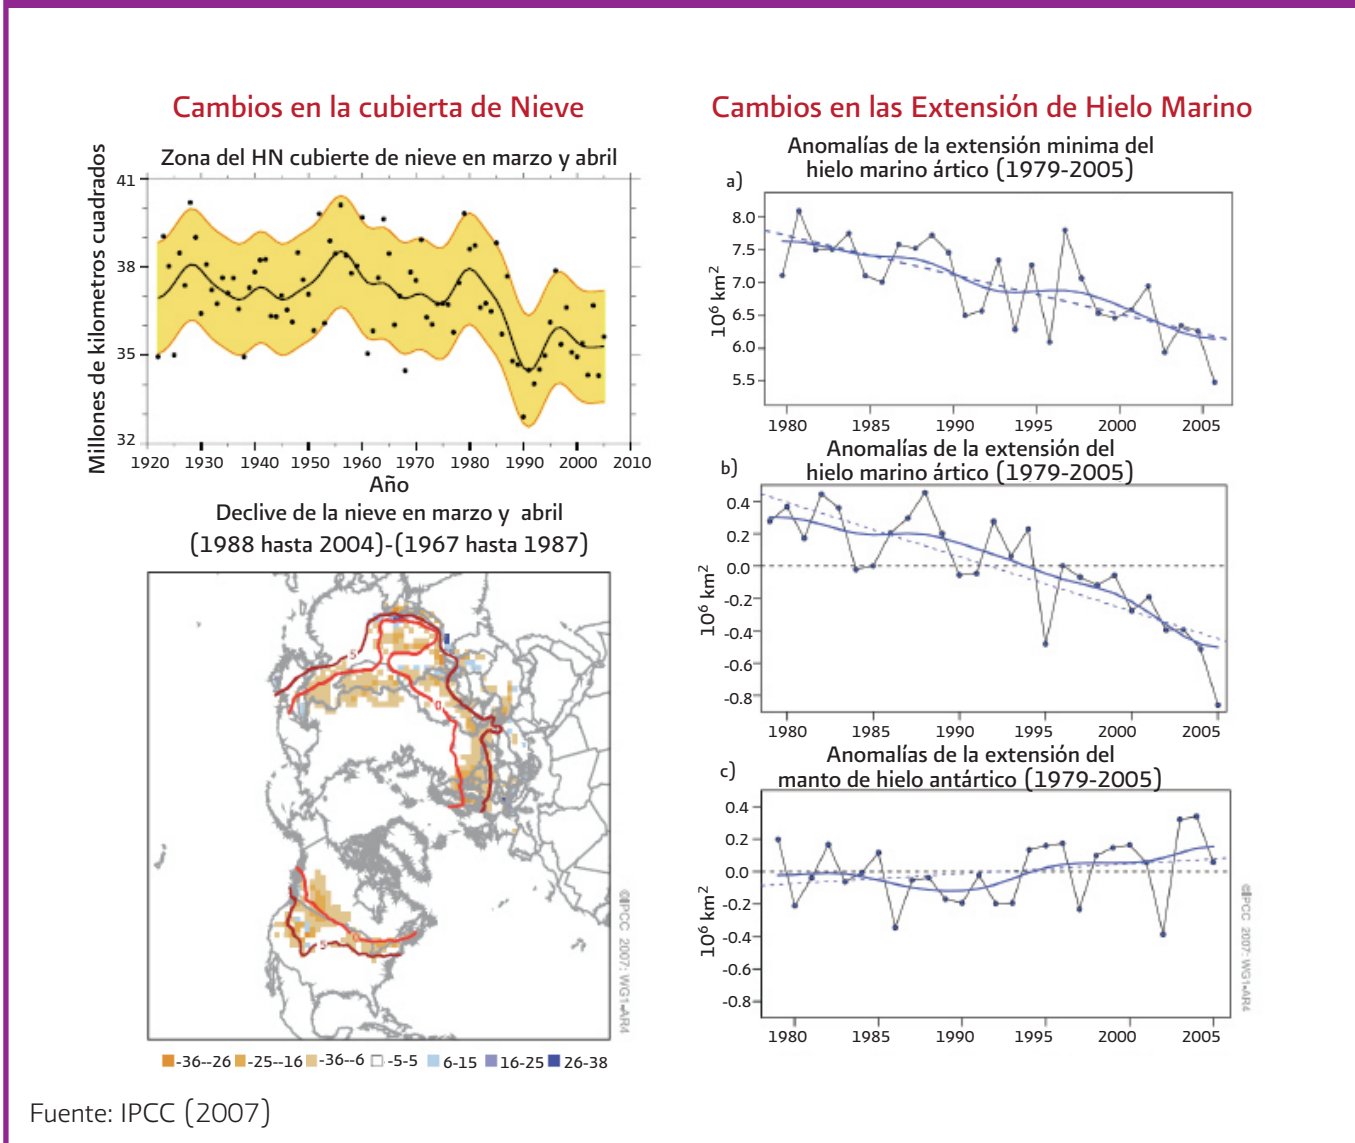 Cambios en la cubierta de Nieve
Zona del HN cubierte de nieve en marzo y abril
Millones de kilometros cuadrados
41
38
35
32
1920 1930 1940 1950 1960 1970 1980 1990 2000 2010
Año
Declive de la nieve en marzo y abril
(1988 hasta 2004)-(1967 hasta 1987)
5
0
5
©IPCC 2007: WG1-AR4
-36--26 -25--16 -36--6 -5-5 6-15 16-25 26-38
Cambios en las Extensión de Hielo Marino
Anomalías de la extensión minima del
hielo marino ártico (1979-2005)
a)
10⁶ km²
8.0
7.5
7.0
6.5
6.0
5.5
1980 1985 1990 1995 2000 2005
Anomalías de la extensión del
hielo marino ártico (1979-2005)
b)
10⁶ km²
0.4
0.2
0.0
-0.2
-0.4
-0.6
-0.8
1980 1985 1990 1995 2000 2005
Anomalías de la extensión del
manto de hielo antártico (1979-2005)
c)
10⁶ km²
0.4
0.2
0.0
-0.2
-0.4
-0.6
-0.8
1980 1985 1990 1995 2000 2005
©IPCC 2007: WG1-AR4
Fuente: IPCC (2007)